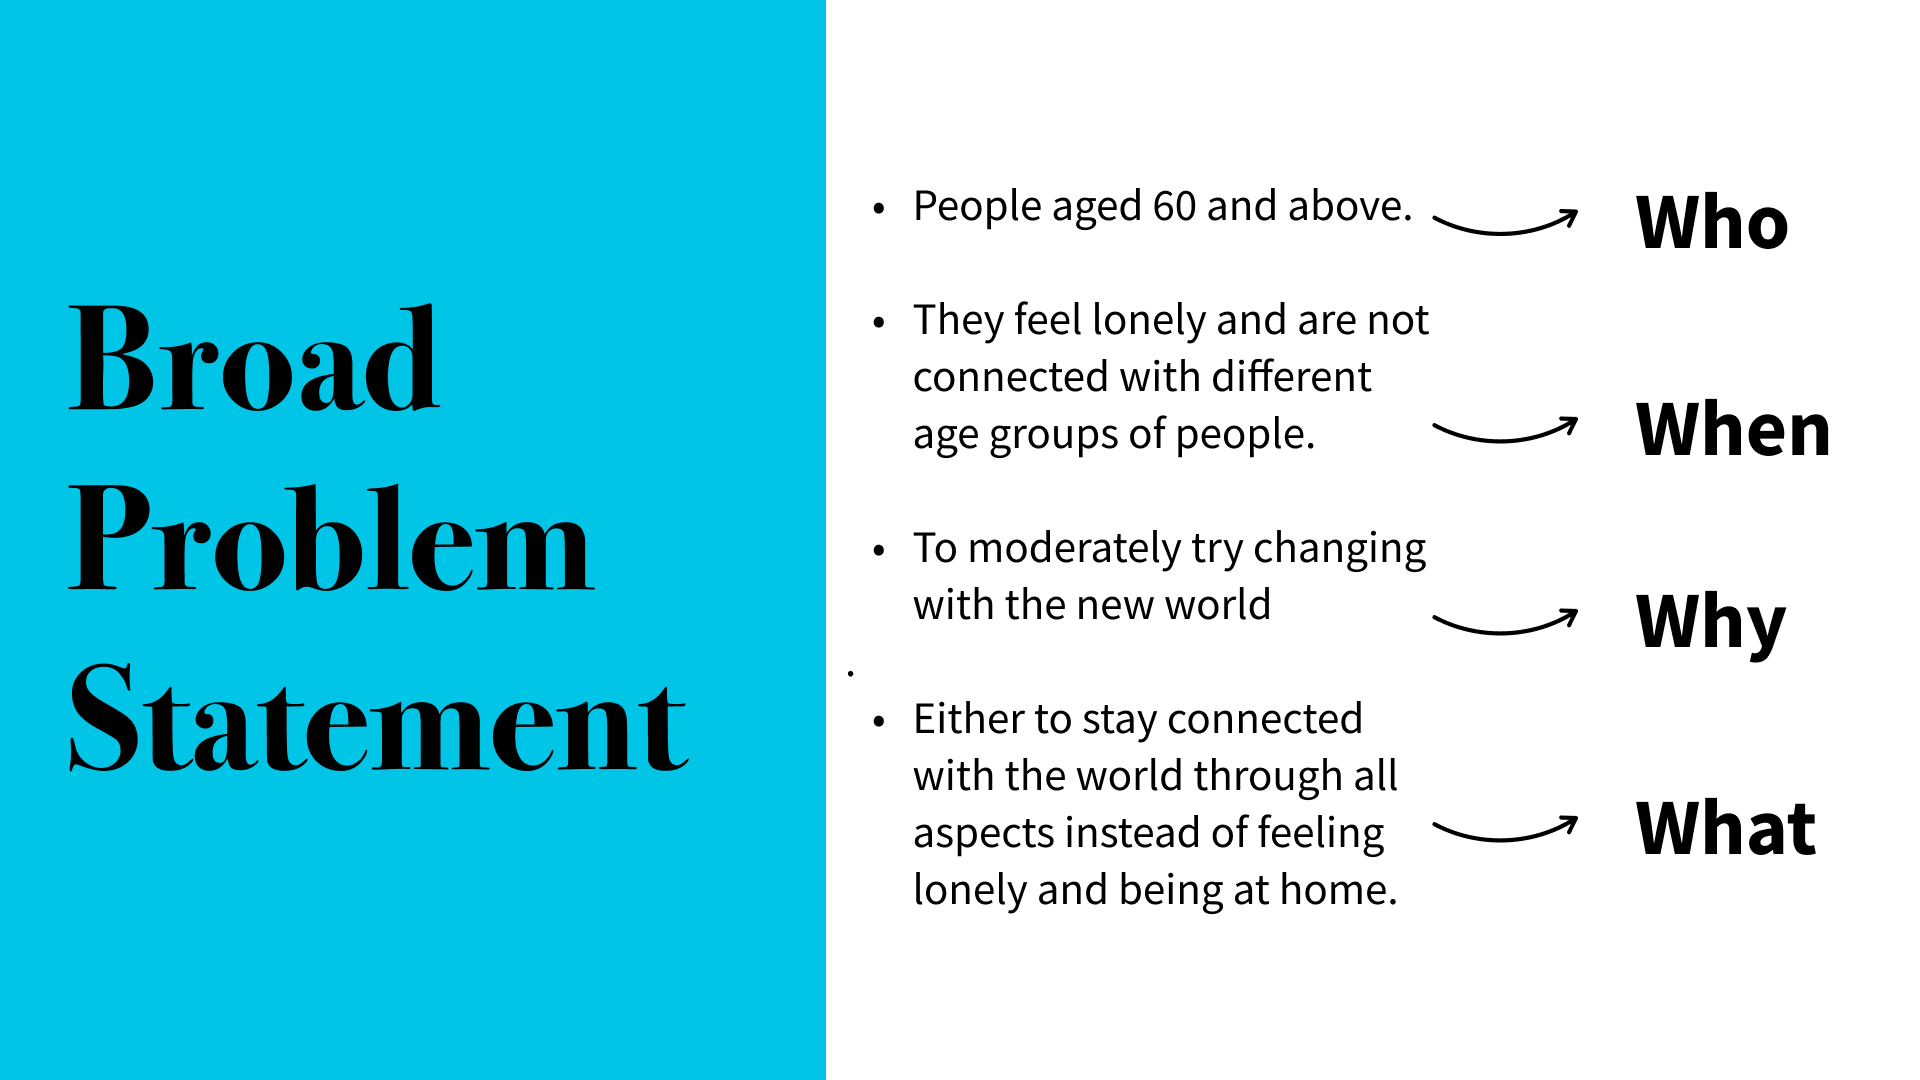 Broad
Problem
Statement
• People aged 60 and above.
Who
• They feel lonely and are not
connected with different
age groups of people.
When
• To moderately try changing
with the new world
Why
.
• Either to stay connected
with the world through all
aspects instead of feeling
lonely and being at home.
What